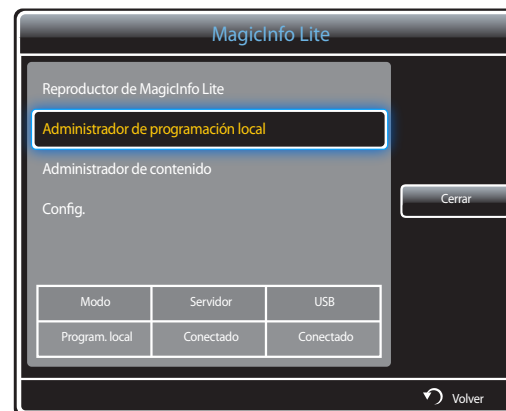 MagicInfo Lite
Reproductor de MagicInfo Lite
Administrador de programación local
Administrador de contenido
Config.
Cerrar
Modo Servidor USB
Program. local Conectado Conectado
Volver